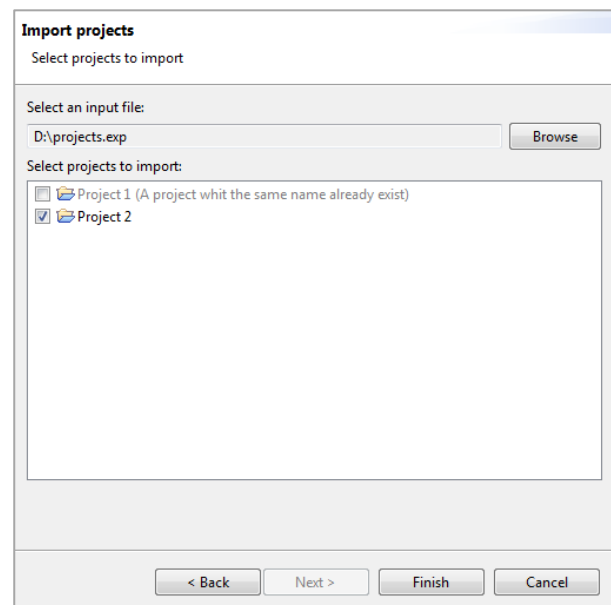 Import projects
Select projects to import
Select an input file:
D:\projects.exp
Browse
Select projects to import:
Project 1 (A project whit the same name already exist)
Project 2
< Back
Next >
Finish
Cancel